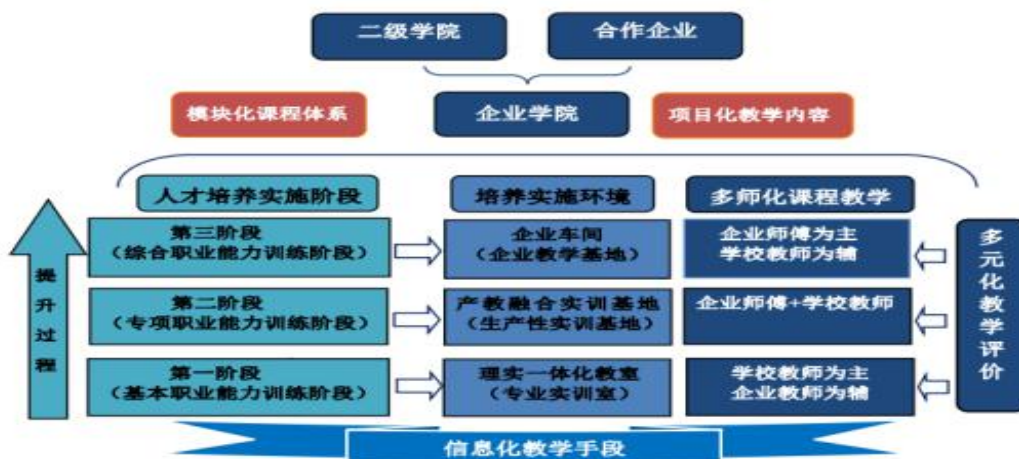 二级学院
合作企业
模块化课程体系
企业学院
项目化教学内容
人才培养实施阶段
培养实施环境
多师化课程教学
提升过程
第三阶段
（综合职业能力训练阶段）
企业车间
（企业教学基地）
企业师傅为主
学校教师为辅
多元化教学评价
第二阶段
（专项职业能力训练阶段）
产教融合实训基地
（生产性实训基地）
企业师傅+学校教师
第一阶段
（基本职业能力训练阶段）
理实一体化教室
（专业实训室）
学校教师为主
企业教师为辅
信息化教学手段